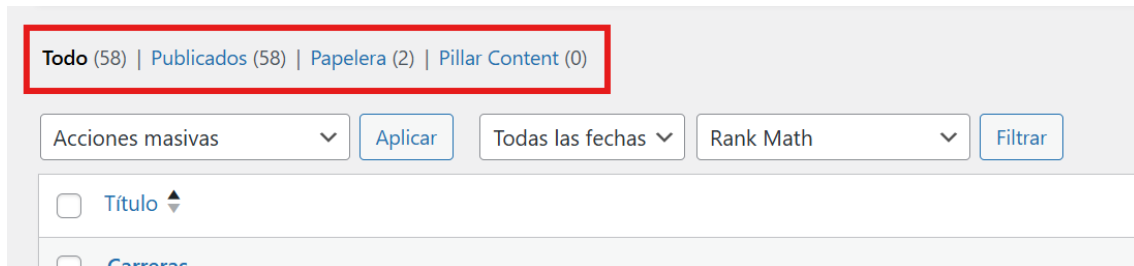 Todo (58) | Publicados (58) | Papelera (2) | Pillar Content (0)
Acciones masivas Aplicar Todas las fechas Rank Math Filtrar
Título
Carreras